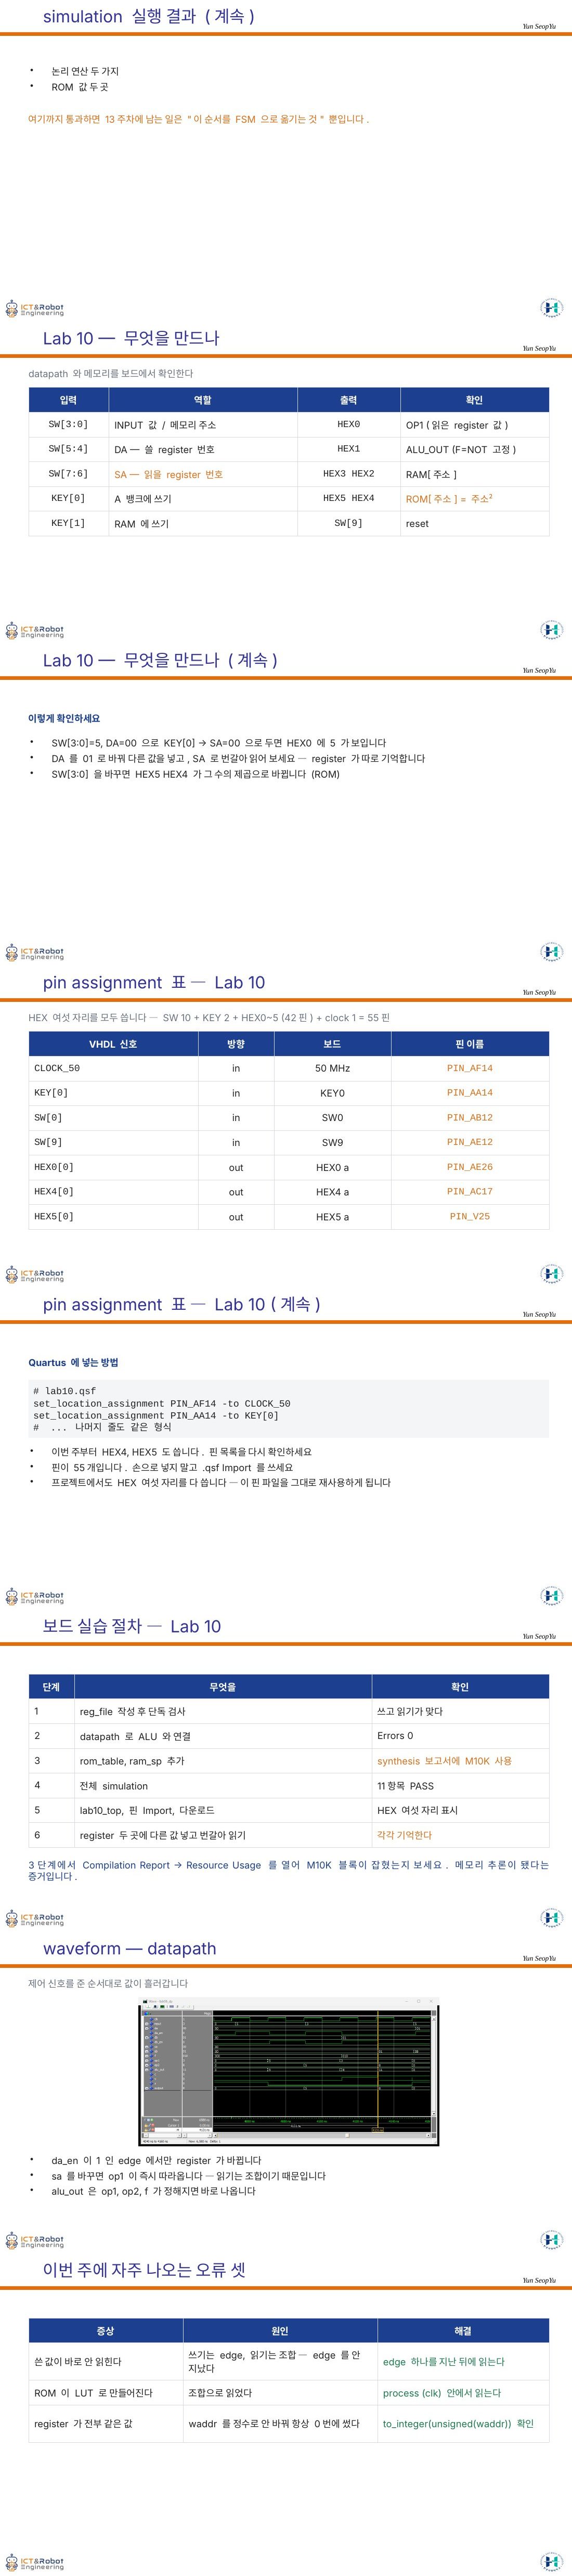 simulation 실행 결과 ( 계속 )
Yun SeopYu
• 논리 연산 두 가지
• ROM 값 두 곳
여기까지 통과하면 13 주차에 남는 일은 " 이 순서를 FSM 으로 옮기는 것 " 뿐입니다 .
ICT&Robot
Engineering
Lab 10 — 무엇을 만드나
Yun SeopYu
datapath 와 메모리를 보드에서 확인한다
입력 역할 출력 확인
SW[3:0] INPUT 값 / 메모리 주소 HEX0 OP1 ( 읽은 register 값 )
SW[5:4] DA — 쓸 register 번호 HEX1 ALU_OUT (F=NOT 고정 )
SW[7:6] SA — 읽을 register 번호 HEX3 HEX2 RAM[ 주소 ]
KEY[0] A 뱅크에 쓰기 HEX5 HEX4 ROM[ 주소 ] = 주소²
KEY[1] RAM 에 쓰기 SW[9] reset
ICT&Robot
Engineering
Lab 10 — 무엇을 만드나 ( 계속 )
Yun SeopYu
이렇게 확인하세요
• SW[3:0]=5, DA=00 으로 KEY[0] → SA=00 으로 두면 HEX0 에 5 가 보입니다
• DA 를 01 로 바꿔 다른 값을 넣고 , SA 로 번갈아 읽어 보세요 — register 가 따로 기억합니다
• SW[3:0] 을 바꾸면 HEX5 HEX4 가 그 수의 제곱으로 바뀝니다 (ROM)
ICT&Robot
Engineering
pin assignment 표 — Lab 10
Yun SeopYu
HEX 여섯 자리를 모두 씁니다 — SW 10 + KEY 2 + HEX0~5 (42 핀 ) + clock 1 = 55 핀
VHDL 신호 방향 보드 핀 이름
CLOCK_50 in 50 MHz PIN_AF14
KEY[0] in KEY0 PIN_AA14
SW[0] in SW0 PIN_AB12
SW[9] in SW9 PIN_AE12
HEX0[0] out HEX0 a PIN_AE26
HEX4[0] out HEX4 a PIN_AC17
HEX5[0] out HEX5 a PIN_V25
ICT&Robot
Engineering
pin assignment 표 — Lab 10 ( 계속 )
Yun SeopYu
Quartus 에 넣는 방법
# lab10.qsf
set_location_assignment PIN_AF14 -to CLOCK_50
set_location_assignment PIN_AA14 -to KEY[0]
# ... 나머지 줄도 같은 형식
• 이번 주부터 HEX4, HEX5 도 씁니다 . 핀 목록을 다시 확인하세요
• 핀이 55 개입니다 . 손으로 넣지 말고 .qsf Import 를 쓰세요
• 프로젝트에서도 HEX 여섯 자리를 다 씁니다 — 이 핀 파일을 그대로 재사용하게 됩니다
ICT&Robot
Engineering
보드 실습 절차 — Lab 10
Yun SeopYu
단계 무엇을 확인
1 reg_file 작성 후 단독 검사 쓰고 읽기가 맞다
2 datapath 로 ALU 와 연결 Errors 0
3 rom_table, ram_sp 추가 synthesis 보고서에 M10K 사용
4 전체 simulation 11 항목 PASS
5 lab10_top, 핀 Import, 다운로드 HEX 여섯 자리 표시
6 register 두 곳에 다른 값 넣고 번갈아 읽기 각각 기억한다
3 단계에서 Compilation Report → Resource Usage 를 열어 M10K 블록이 잡혔는지 보세요 . 메모리 추론이 됐다는
증거입니다 .
ICT&Robot
Engineering
waveform — datapath
Yun SeopYu
제어 신호를 준 순서대로 값이 흘러갑니다
• da_en 이 1 인 edge 에서만 register 가 바뀝니다
• sa 를 바꾸면 op1 이 즉시 따라옵니다 — 읽기는 조합이기 때문입니다
• alu_out 은 op1, op2, f 가 정해지면 바로 나옵니다
ICT&Robot
Engineering
이번 주에 자주 나오는 오류 셋
Yun SeopYu
증상 원인 해결
쓴 값이 바로 안 읽힌다 쓰기는 edge, 읽기는 조합 — edge 를 안 지났다 edge 하나를 지난 뒤에 읽는다
ROM 이 LUT 로 만들어진다 조합으로 읽었다 process (clk) 안에서 읽는다
register 가 전부 같은 값 waddr 를 정수로 안 바꿔 항상 0 번에 썼다 to_integer(unsigned(waddr)) 확인
ICT&Robot
Engineering